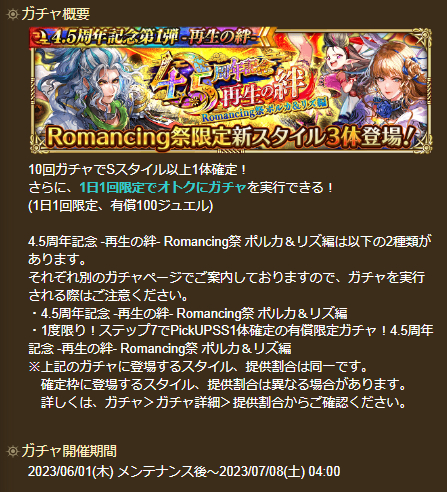 ガチャ概要
4.5周年記念第1弾 -再生の絆-
4.5周年記念
再生の絆
Romancing祭 ポルカ&リズ編
Romancing祭限定新スタイル3体登場!
10回ガチャでSスタイル以上1体確定！
さらに、1日1回限定でオトクにガチャを実行できる！
(1日1回限定、有償100ジュエル)
4.5周年記念 -再生の絆- Romancing祭 ポルカ＆リズ編は以下の2種類が
あります。
それぞれ別のガチャページでご案内しておりますので、ガチャを実行
される際はご注意ください。
・4.5周年記念 -再生の絆- Romancing祭 ポルカ＆リズ編
・1度限り！ステップ7でPickUPSS1体確定の有償限定ガチャ！4.5周年
記念 -再生の絆- Romancing祭 ポルカ＆リズ編
※上記のガチャに登場するスタイル、提供割合は同一です。
確定枠に登場するスタイル、提供割合は異なる場合があります。
詳しくは、ガチャ＞ガチャ詳細＞提供割合からご確認ください。
ガチャ開催期間
2023/06/01(木) メンテナンス後～2023/07/08(土) 04:00